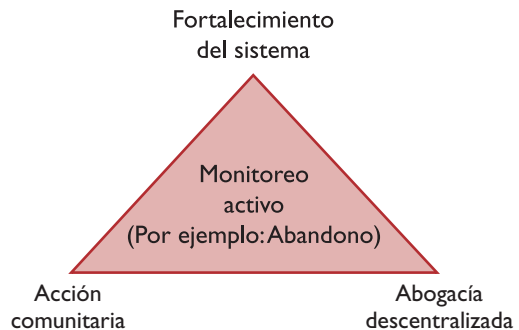 Fortalecimiento
del sistema
Monitoreo
activo
(Por ejemplo: Abandono)
Acción
comunitaria
Abogacía
descentralizada